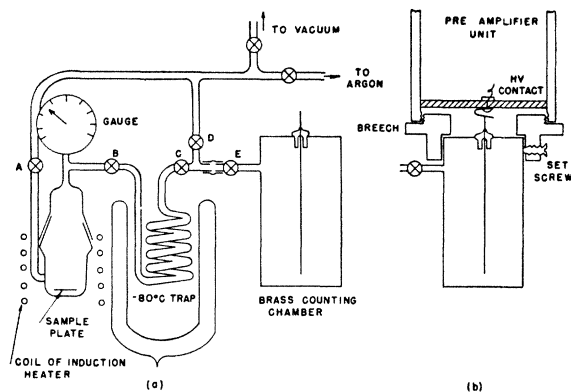 TO VACUUM
TO
ARGON
GAUGE
A
B
C
D
E
-80°C TRAP
SAMPLE
PLATE
COIL OF INDUCTION
HEATER
BRASS COUNTING
CHAMBER
(a)
PRE AMPLIFIER
UNIT
HV
CONTACT
BREECH
SET
SCREW
(b)